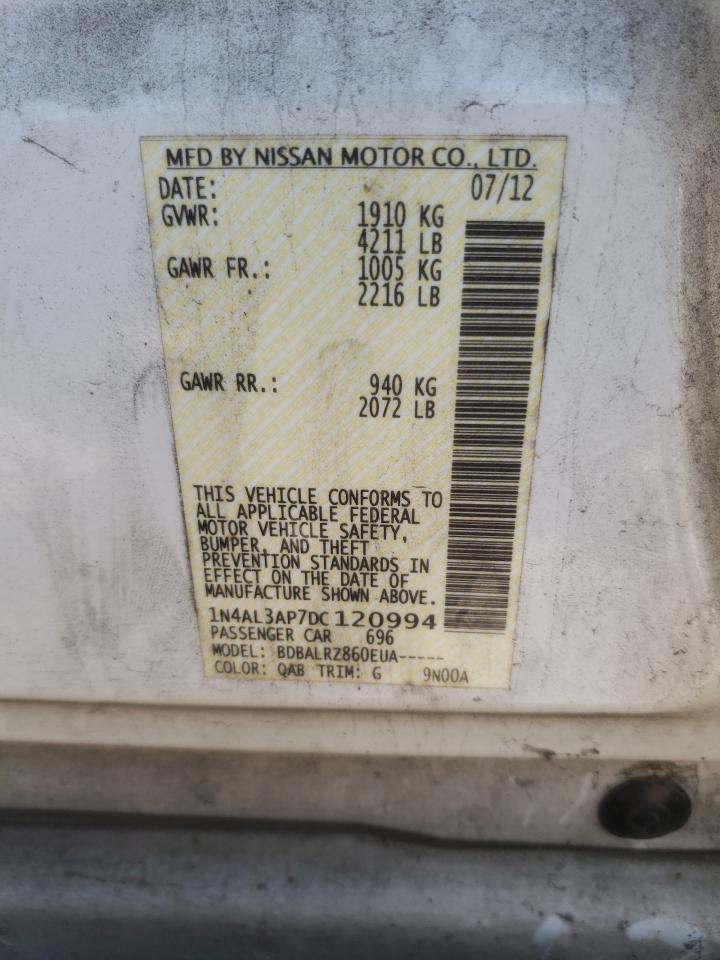 MFD BY NISSAN MOTOR CO., LTD.
DATE: 07/12
GVWR: 1910 KG
4211 LB
GAWR FR.: 1005 KG
2216 LB
GAWR RR.: 940 KG
2072 LB
THIS VEHICLE CONFORMS TO
ALL APPLICABLE FEDERAL
MOTOR VEHICLE SAFETY,
BUMPER, AND THEFT
PREVENTION STANDARDS IN
EFFECT ON THE DATE OF
MANUFACTURE SHOWN ABOVE.
1N4AL3AP7DC120994
PASSENGER CAR 696
MODEL: BDBALRZ860EUA-----
COLOR: QAB TRIM: G 9N00A